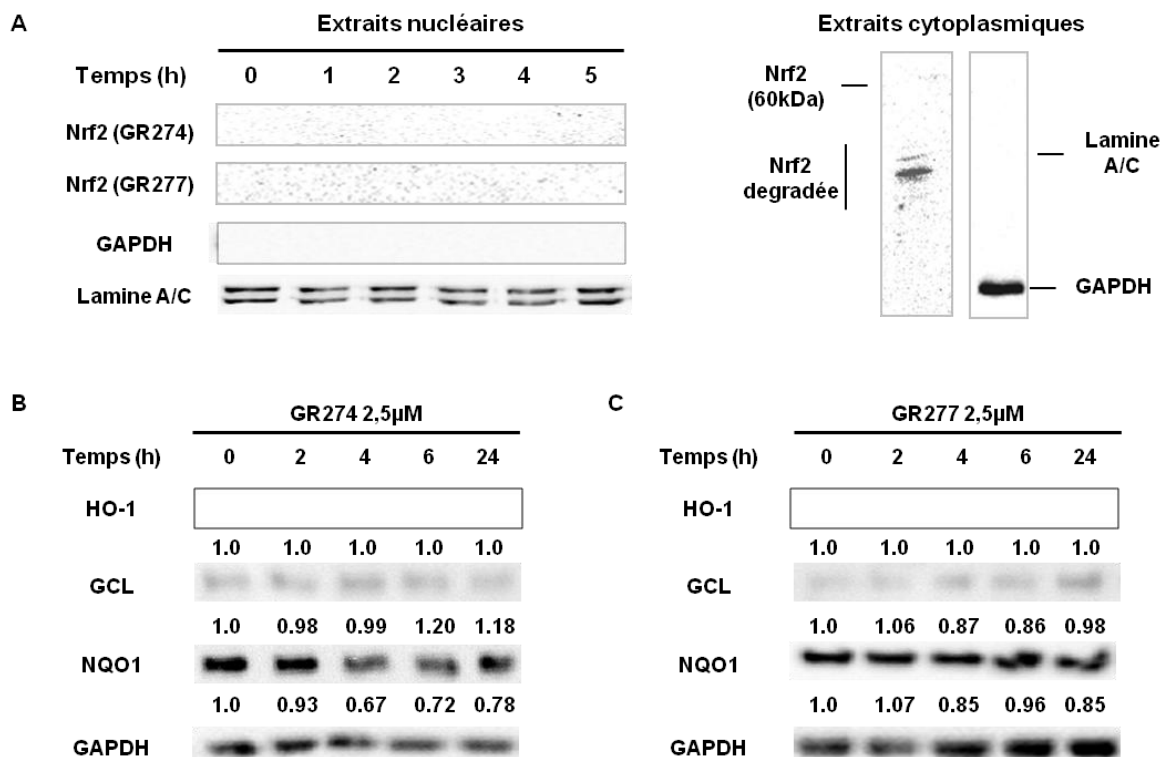 A
Extraits nucléaires
Temps (h) 0 1 2 3 4 5
Nrf2 (GR274)
Nrf2 (GR277)
GAPDH
Lamine A/C
Extraits cytoplasmiques
Nrf2
(60kDa)
Nrf2
degradée
Lamine
A/C
GAPDH
B
GR274 2,5µM
Temps (h) 0 2 4 6 24
HO-1
1.0 1.0 1.0 1.0 1.0
GCL
1.0 0.98 0.99 1.20 1.18
NQO1
1.0 0.93 0.67 0.72 0.78
GAPDH
C
GR277 2,5µM
Temps (h) 0 2 4 6 24
HO-1
1.0 1.0 1.0 1.0 1.0
GCL
1.0 1.06 0.87 0.86 0.98
NQO1
1.0 1.07 0.85 0.96 0.85
GAPDH